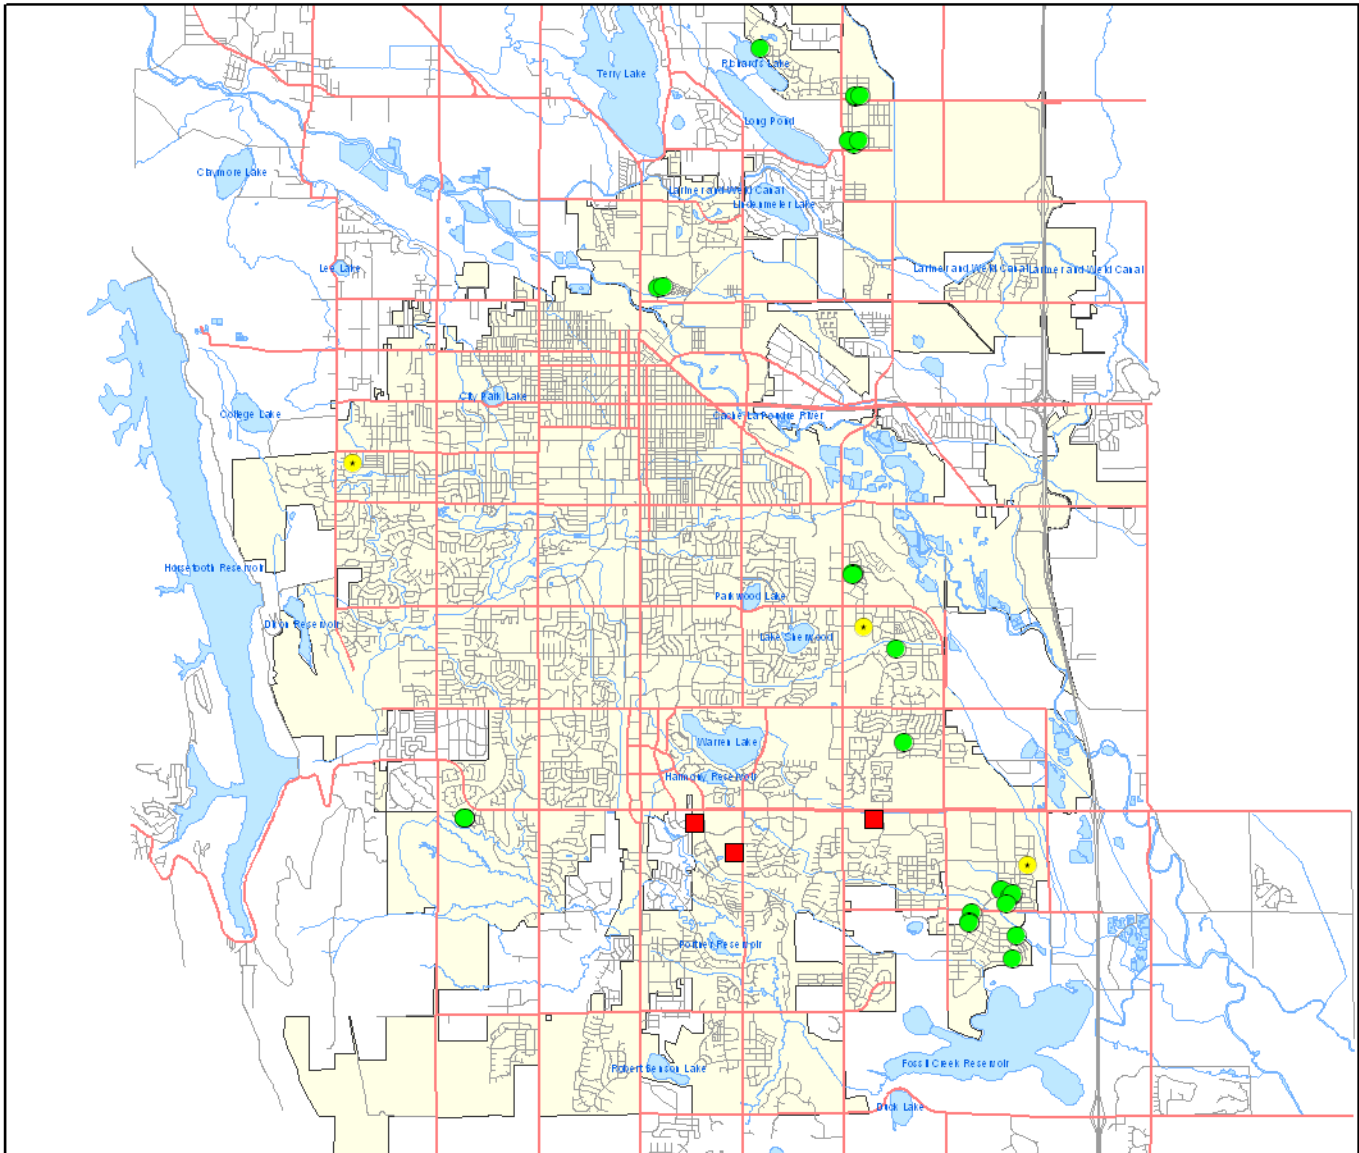 Richards Lake
Terry Lake
Long Pond
Claymore Lake
Larimer and Weld Canal
Lindenmeier Lake
Lee Lake
Larimer and Weld Canal
Larimer and Weld Canal
City Park Lake
College Lake
Cache La Poudre River
Horsetooth Reservoir
Parkwood Lake
Dixon Reservoir
Lake Sherwood
Warren Lake
Harmony Reservoir
Portner Reservoir
Fossil Creek Reservoir
Robert Benson Lake
Duck Lake